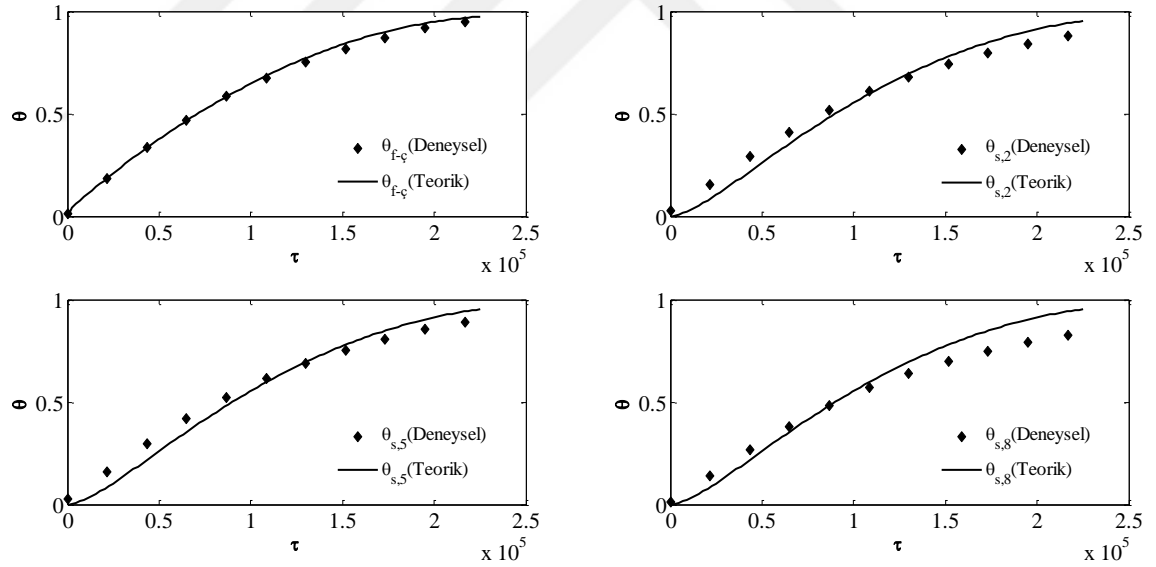 1
θ
0.5
θf-ç(Deneysel)
θf-ç(Teorik)
0
0 0.5 1 1.5 2 2.5
τ
x 10^5
1
θ
0.5
θs,2(Deneysel)
θs,2(Teorik)
0
0 0.5 1 1.5 2 2.5
τ
x 10^5
1
θ
0.5
θs,5(Deneysel)
θs,5(Teorik)
0
0 0.5 1 1.5 2 2.5
τ
x 10^5
1
θ
0.5
θs,8(Deneysel)
θs,8(Teorik)
0
0 0.5 1 1.5 2 2.5
τ
x 10^5